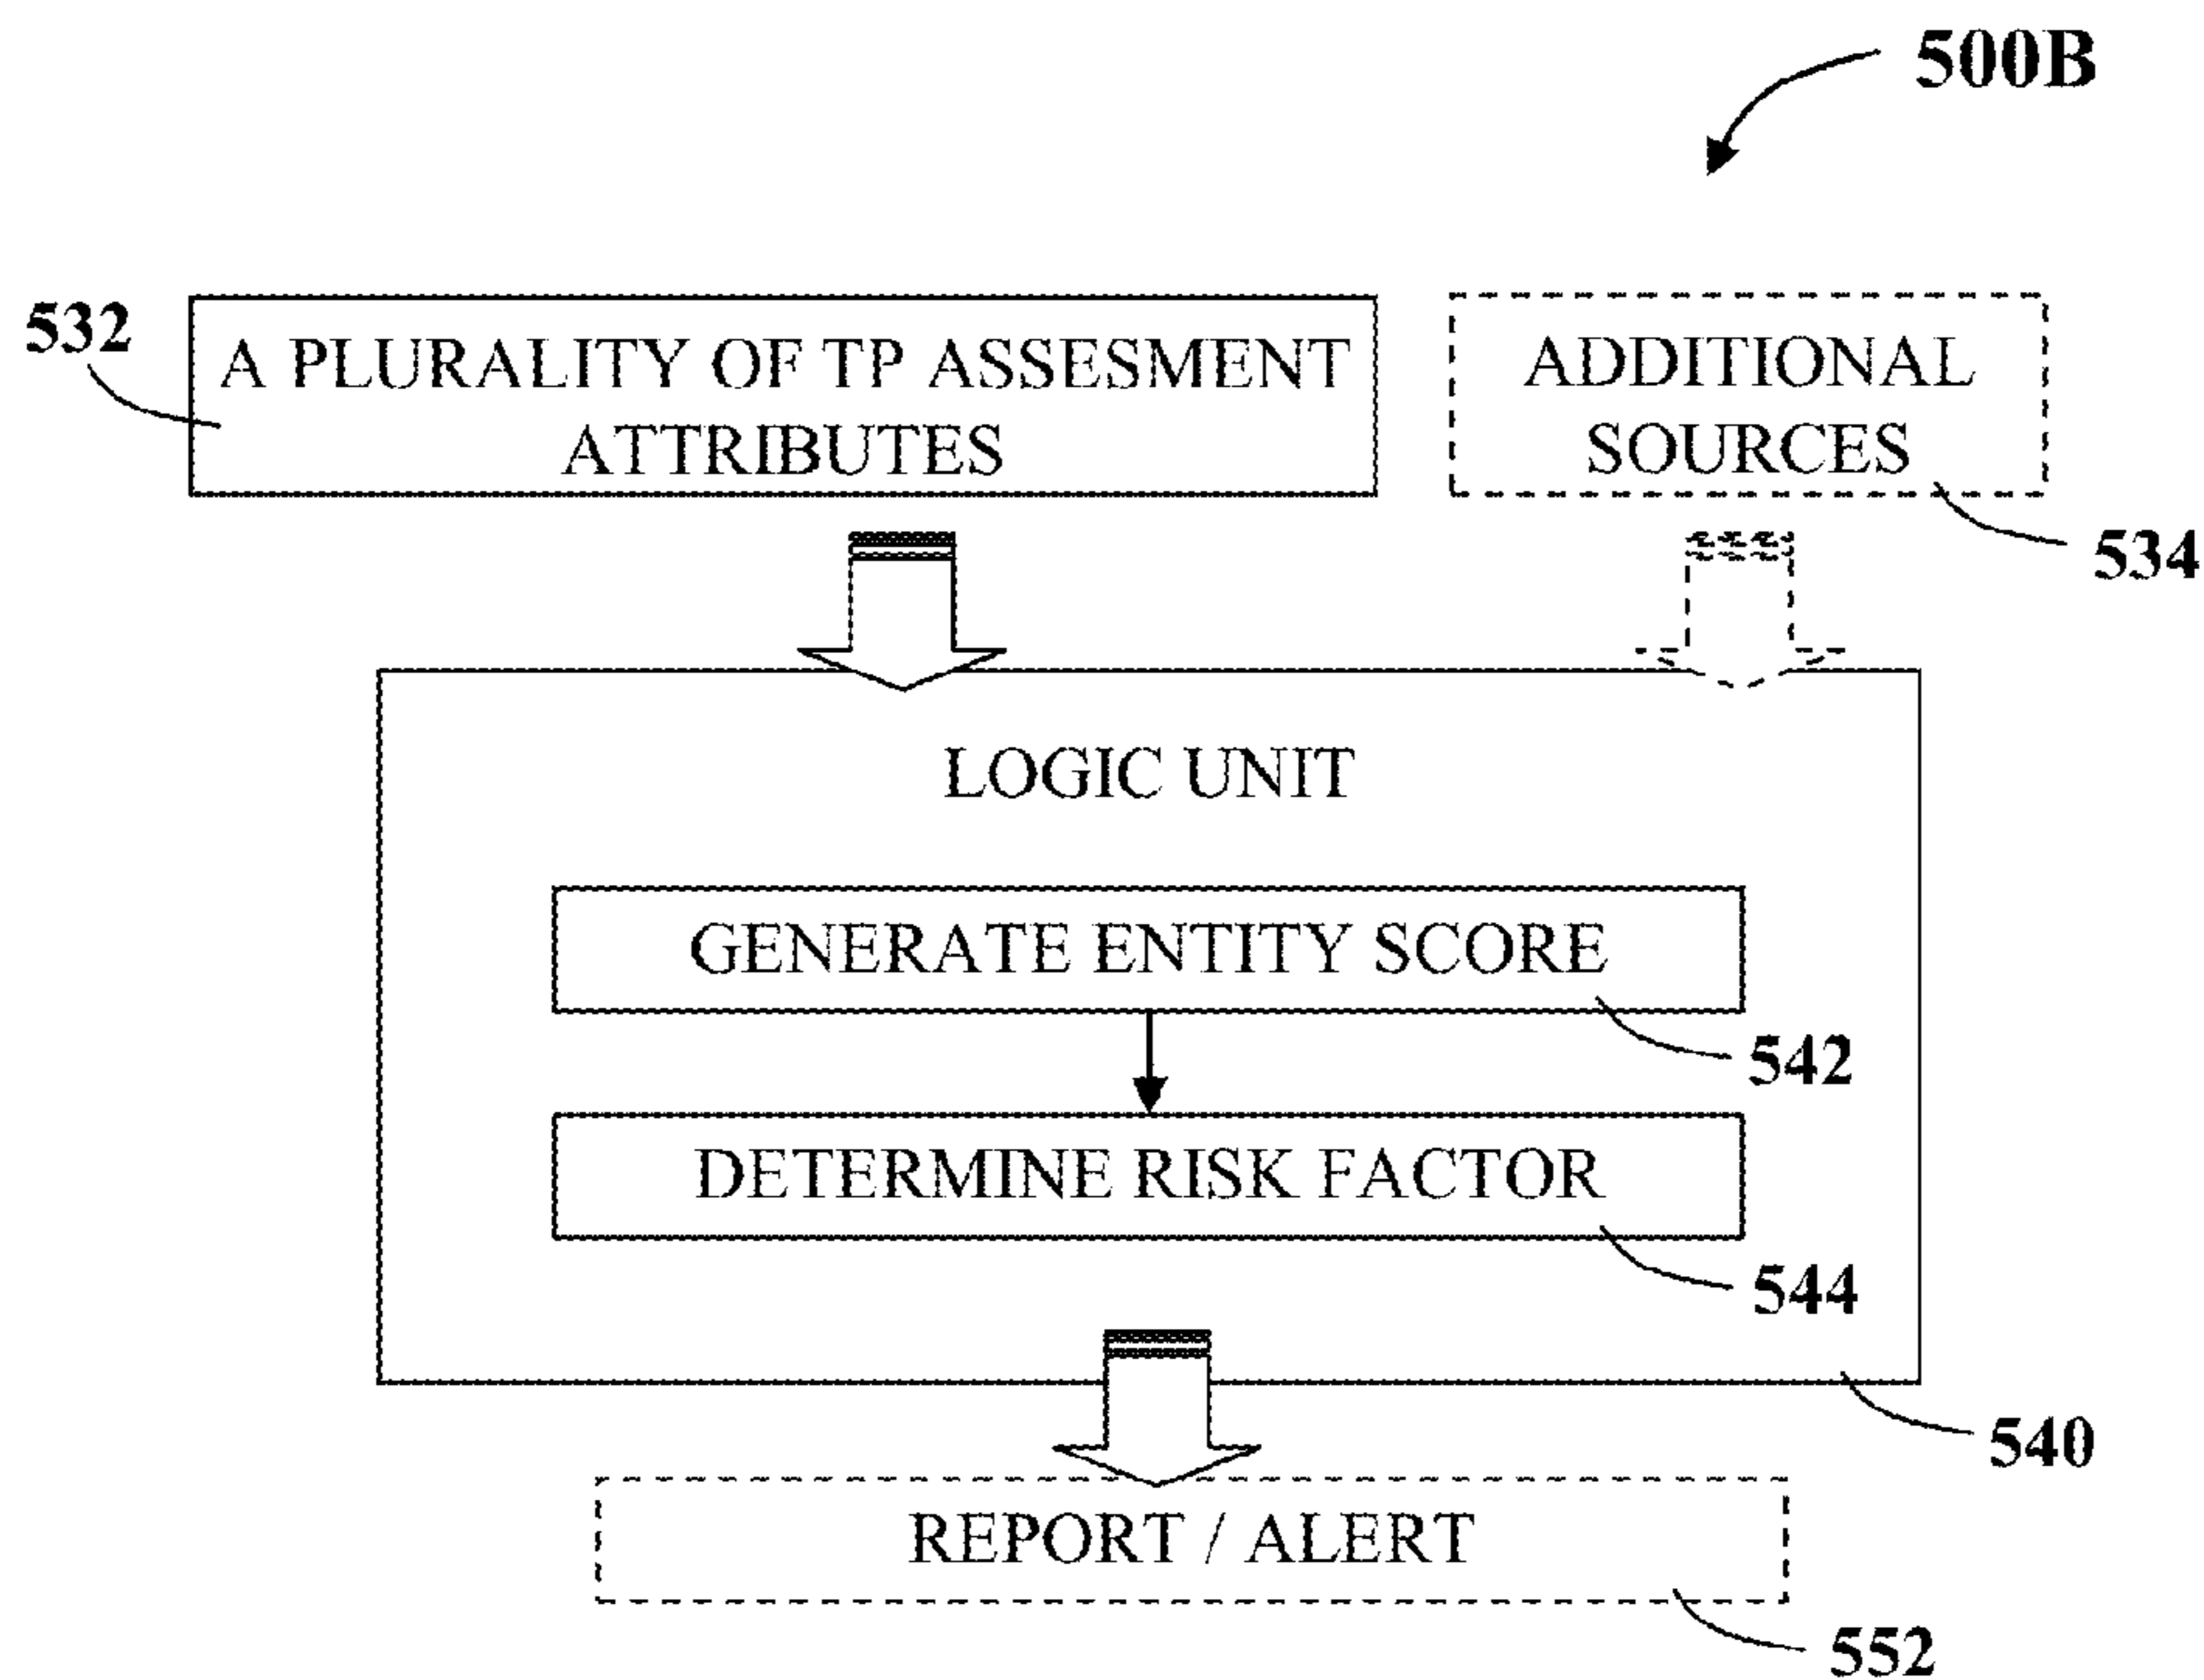 500B
532
A PLURALITY OF TP ASSESMENT
ATTRIBUTES
ADDITIONAL
SOURCES
534
LOGIC UNIT
GENERATE ENTITY SCORE
542
DETERMINE RISK FACTOR
544
540
REPORT / ALERT
552